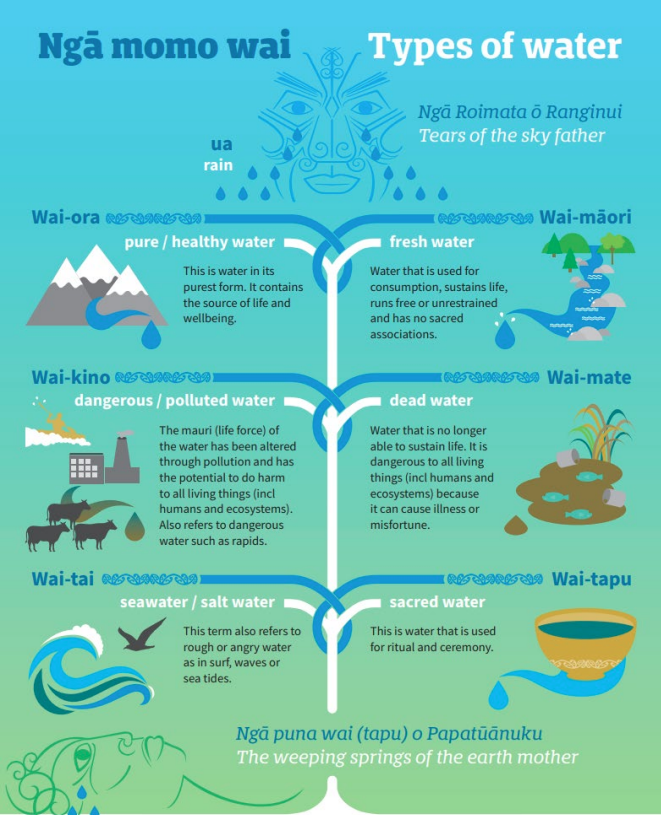 Ngā momo wai
Types of water
Ngā Roimata ō Ranginui
Tears of the sky father
ua
rain
Wai-ora
pure / healthy water
This is water in its
purest form. It contains
the source of life and
wellbeing.
Wai-māori
fresh water
Water that is used for
consumption, sustains life,
runs free or unrestrained
and has no sacred
associations.
Wai-kino
dangerous / polluted water
The mauri (life force) of
the water has been altered
through pollution and has
the potential to do harm
to all living things (incl
humans and ecosystems).
Also refers to dangerous
water such as rapids.
Wai-mate
dead water
Water that is no longer
able to sustain life. It is
dangerous to all living
things (incl humans and
ecosystems) because
it can cause illness or
misfortune.
Wai-tai
seawater / salt water
This term also refers to
rough or angry water
as in surf, waves or
sea tides.
Wai-tapu
sacred water
This is water that is used
for ritual and ceremony.
Ngā puna wai (tapu) o Papatūānuku
The weeping springs of the earth mother